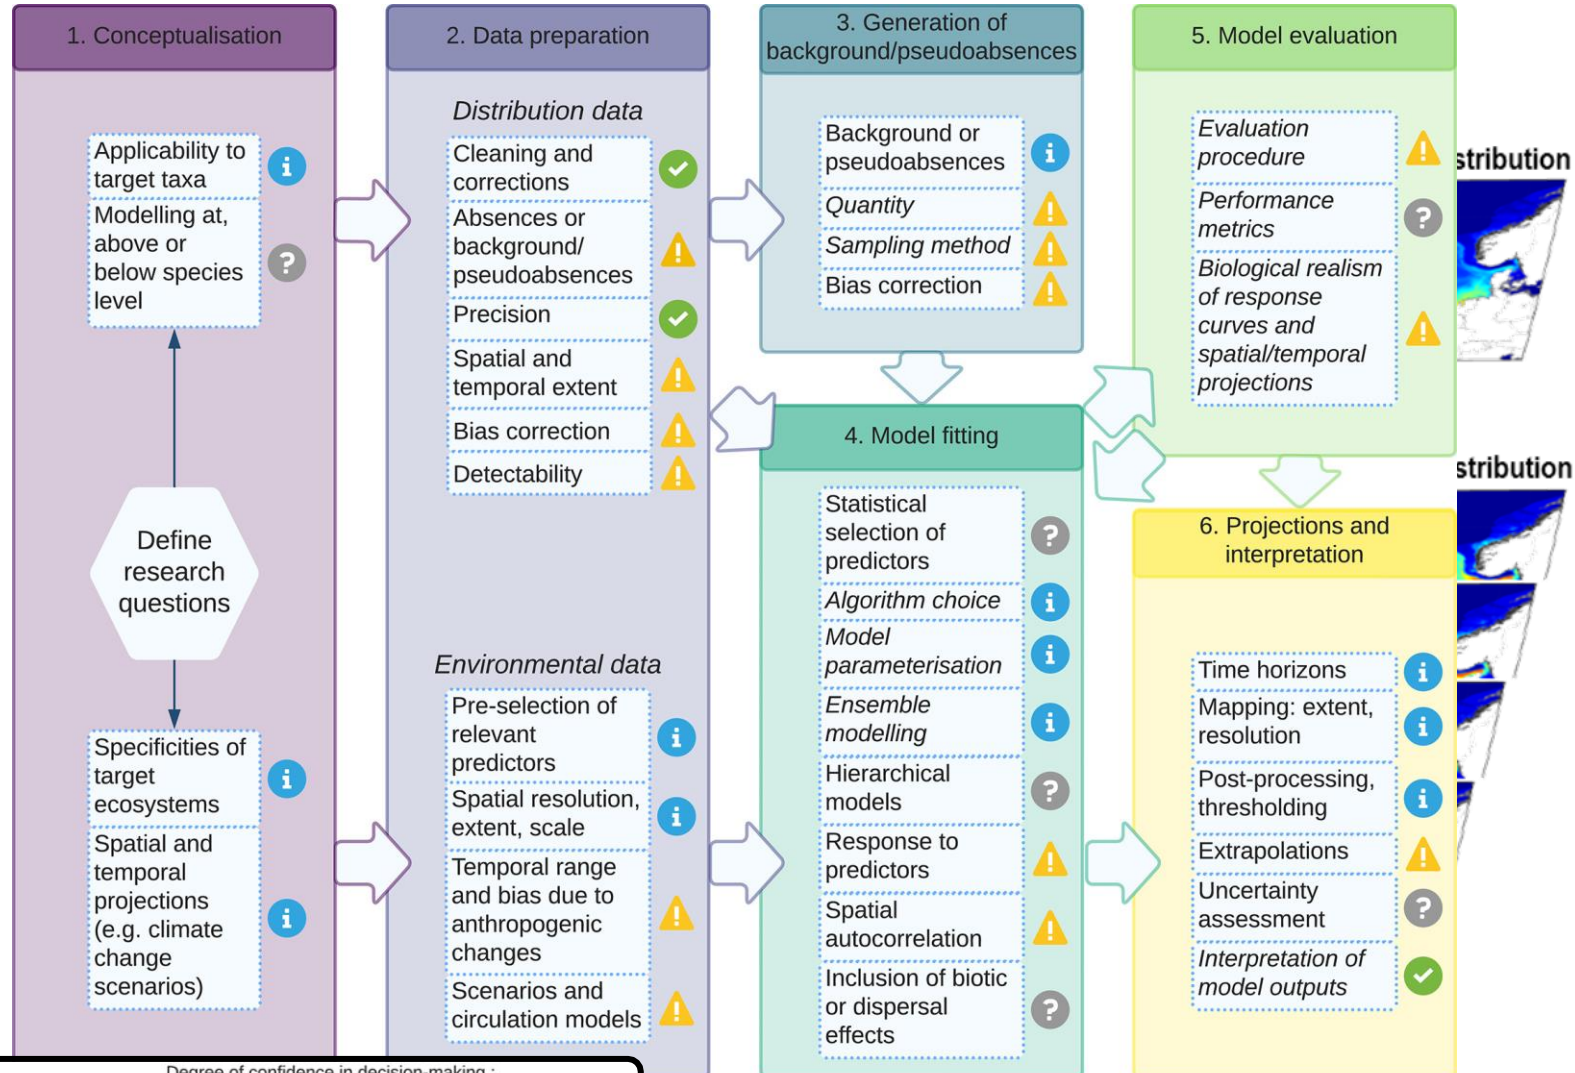 1. Conceptualisation
Applicability to
target taxa
Modelling at,
above or
below species
level
Define
research
questions
Specificities of
target
ecosystems
Spatial and
temporal
projections
(e.g. climate
change
scenarios)
2. Data preparation
Distribution data
Cleaning and
corrections
Absences or
background/
pseudoabsences
Precision
Spatial and
temporal extent
Bias correction
Detectability
Environmental data
Pre-selection of
relevant
predictors
Spatial resolution,
extent, scale
Temporal range
and bias due to
anthropogenic
changes
Scenarios and
circulation models
3. Generation of
background/pseudoabsences
Background or
pseudoabsences
Quantity
Sampling method
Bias correction
4. Model fitting
Statistical
selection of
predictors
Algorithm choice
Model
parameterisation
Ensemble
modelling
Hierarchical
models
Response to
predictors
Spatial
autocorrelation
Inclusion of biotic
or dispersal
effects
5. Model evaluation
Evaluation
procedure
Performance
metrics
Biological realism
of response
curves and
spatial/temporal
projections
6. Projections and
interpretation
Time horizons
Mapping: extent,
resolution
Post-processing,
thresholding
Extrapolations
Uncertainty
assessment
Interpretation of
model outputs
stribution
stribution
Degree of confidence in decision-making :